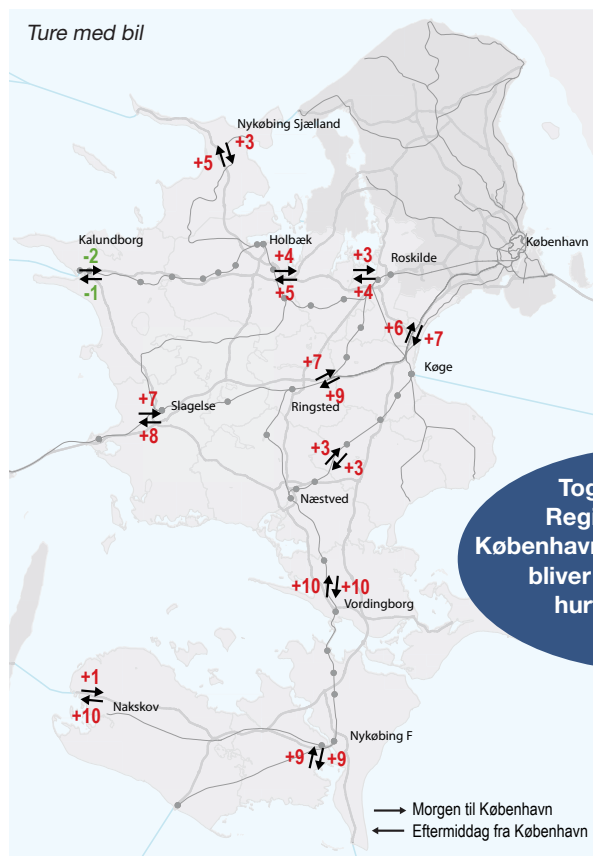 Ture med bil
Nykøbing Sjælland
+3
+5
Kalundborg
Holbæk
København
-2
+4
+3
Roskilde
-1
+5
+4
+6
+7
+7
Køge
+7
Slagelse
+9
Ringsted
+8
+3
+3
Næstved
Tog
Regi
København
bliver
hur
+10
+10
Vordingborg
+1
Nakskov
+10
Nykøbing F
+9
+9
Morgen til København
Eftermiddag fra København